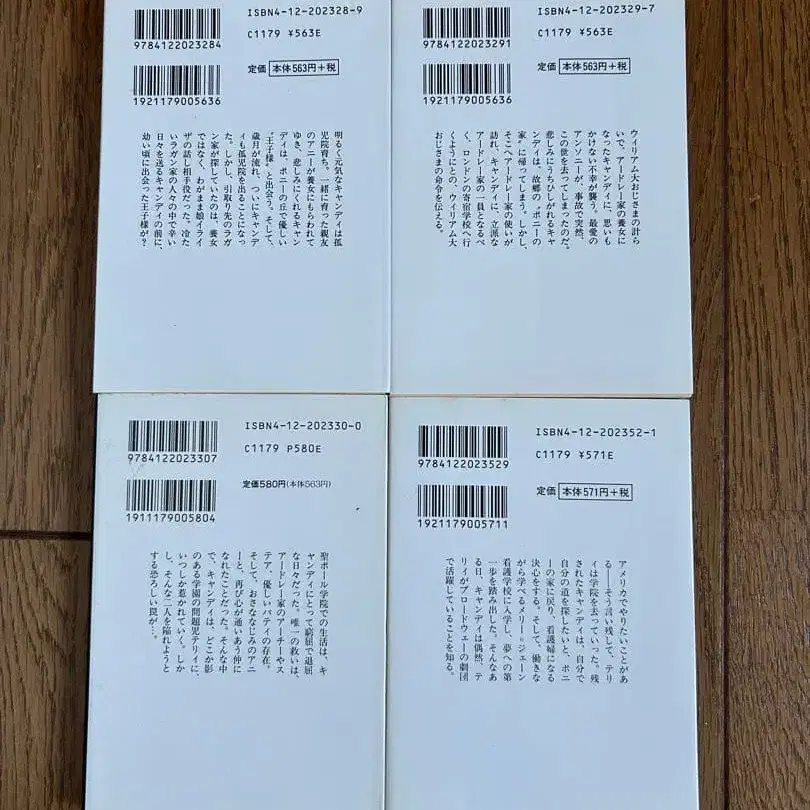 ISBN4-12-202328-9
C1179 ¥563E
9784122023284
定価 本体563円+税
1921179005636
明るく元気なキャンディは孤
児院育ち。一緒に育った親友
のアニーが養女にもらわれて
ゆき、悲しみにくれるキャン
ディは、ポニーの丘で優しい
〝王子様〟と出会う。そして、
歳月が流れ、ついにキャンデ
ィも孤児院を出ることになっ
た。しかし、引取り先のラガ
ン家が探していたのは、養女
ではなく、わがまま娘イライ
ザの話し相手役だった。冷た
いラガン家の人々の中で辛い
日々を送るキャンディの前に、
幼い頃に出会った王子様が?
ISBN4-12-202329-7
C1179 ¥563E
9784122023291
定価 本体563円+税
1921179005636
ウィリアム大おじさまの計ら
いで、アードレー家の養女に
なったキャンディに、思いも
かけない不幸が襲う。最愛の
アンソニーが、事故で突然、
この世を去ってしまったのだ。
悲しみにうちひしがれるキャ
ンディは、故郷の〝ポニーの
家〟に帰ってしまう。しかし、
そこへアードレー家の使いが
訪れ、キャンディに、立派な
アードレー家の一員となるべ
く、ロンドンの寄宿学校へ行
くようにとの、ウィリアム大
おじさまの命令を伝える。
ISBN4-12-202330-0
C1179 P580E
9784122023307
定価580円(本体563円)
1911179005804
聖ポール学院での生活は、キ
ャンディにとって窮屈で退屈
な日々だった。唯一の救いは、
アードレー家のアーチーやス
テア、優しいパティの存在。
そして、おさななじみのアニ
ーと、再び心が通いあう仲に
なれたことだった。そんな中
で、キャンディは、どこか影
のある学園の問題児テリィに、
いつしか惹かれていく。しか
し、そんな二人を陥れようと
する恐ろしい罠が…。
ISBN4-12-202352-1
C1179 ¥571E
9784122023529
定価 本体571円+税
1921179005711
アメリカでやりたいことがあ
る――そう言い残して、テリ
ィは学院を去っていった。残
されたキャンディは、自分で
自分の道を探したいと、ポニ
ーの家に戻り、看護婦になる
決心をする。そして、働きな
がら学べるメリー=ジェーン
看護学校に入学し、夢への第
一歩を踏み出した。そんなあ
る日、キャンディは偶然、テ
リィがブロードウェーの劇団
で活躍していることを知る。